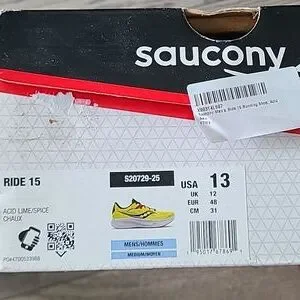 saucony
RIDE 15
S20729-25
ACID LIME/SPICE
CHAUX
USA 13
UK 12
EUR 48
CM 31
MENS/HOMMES
MEDIUM/MOYEN